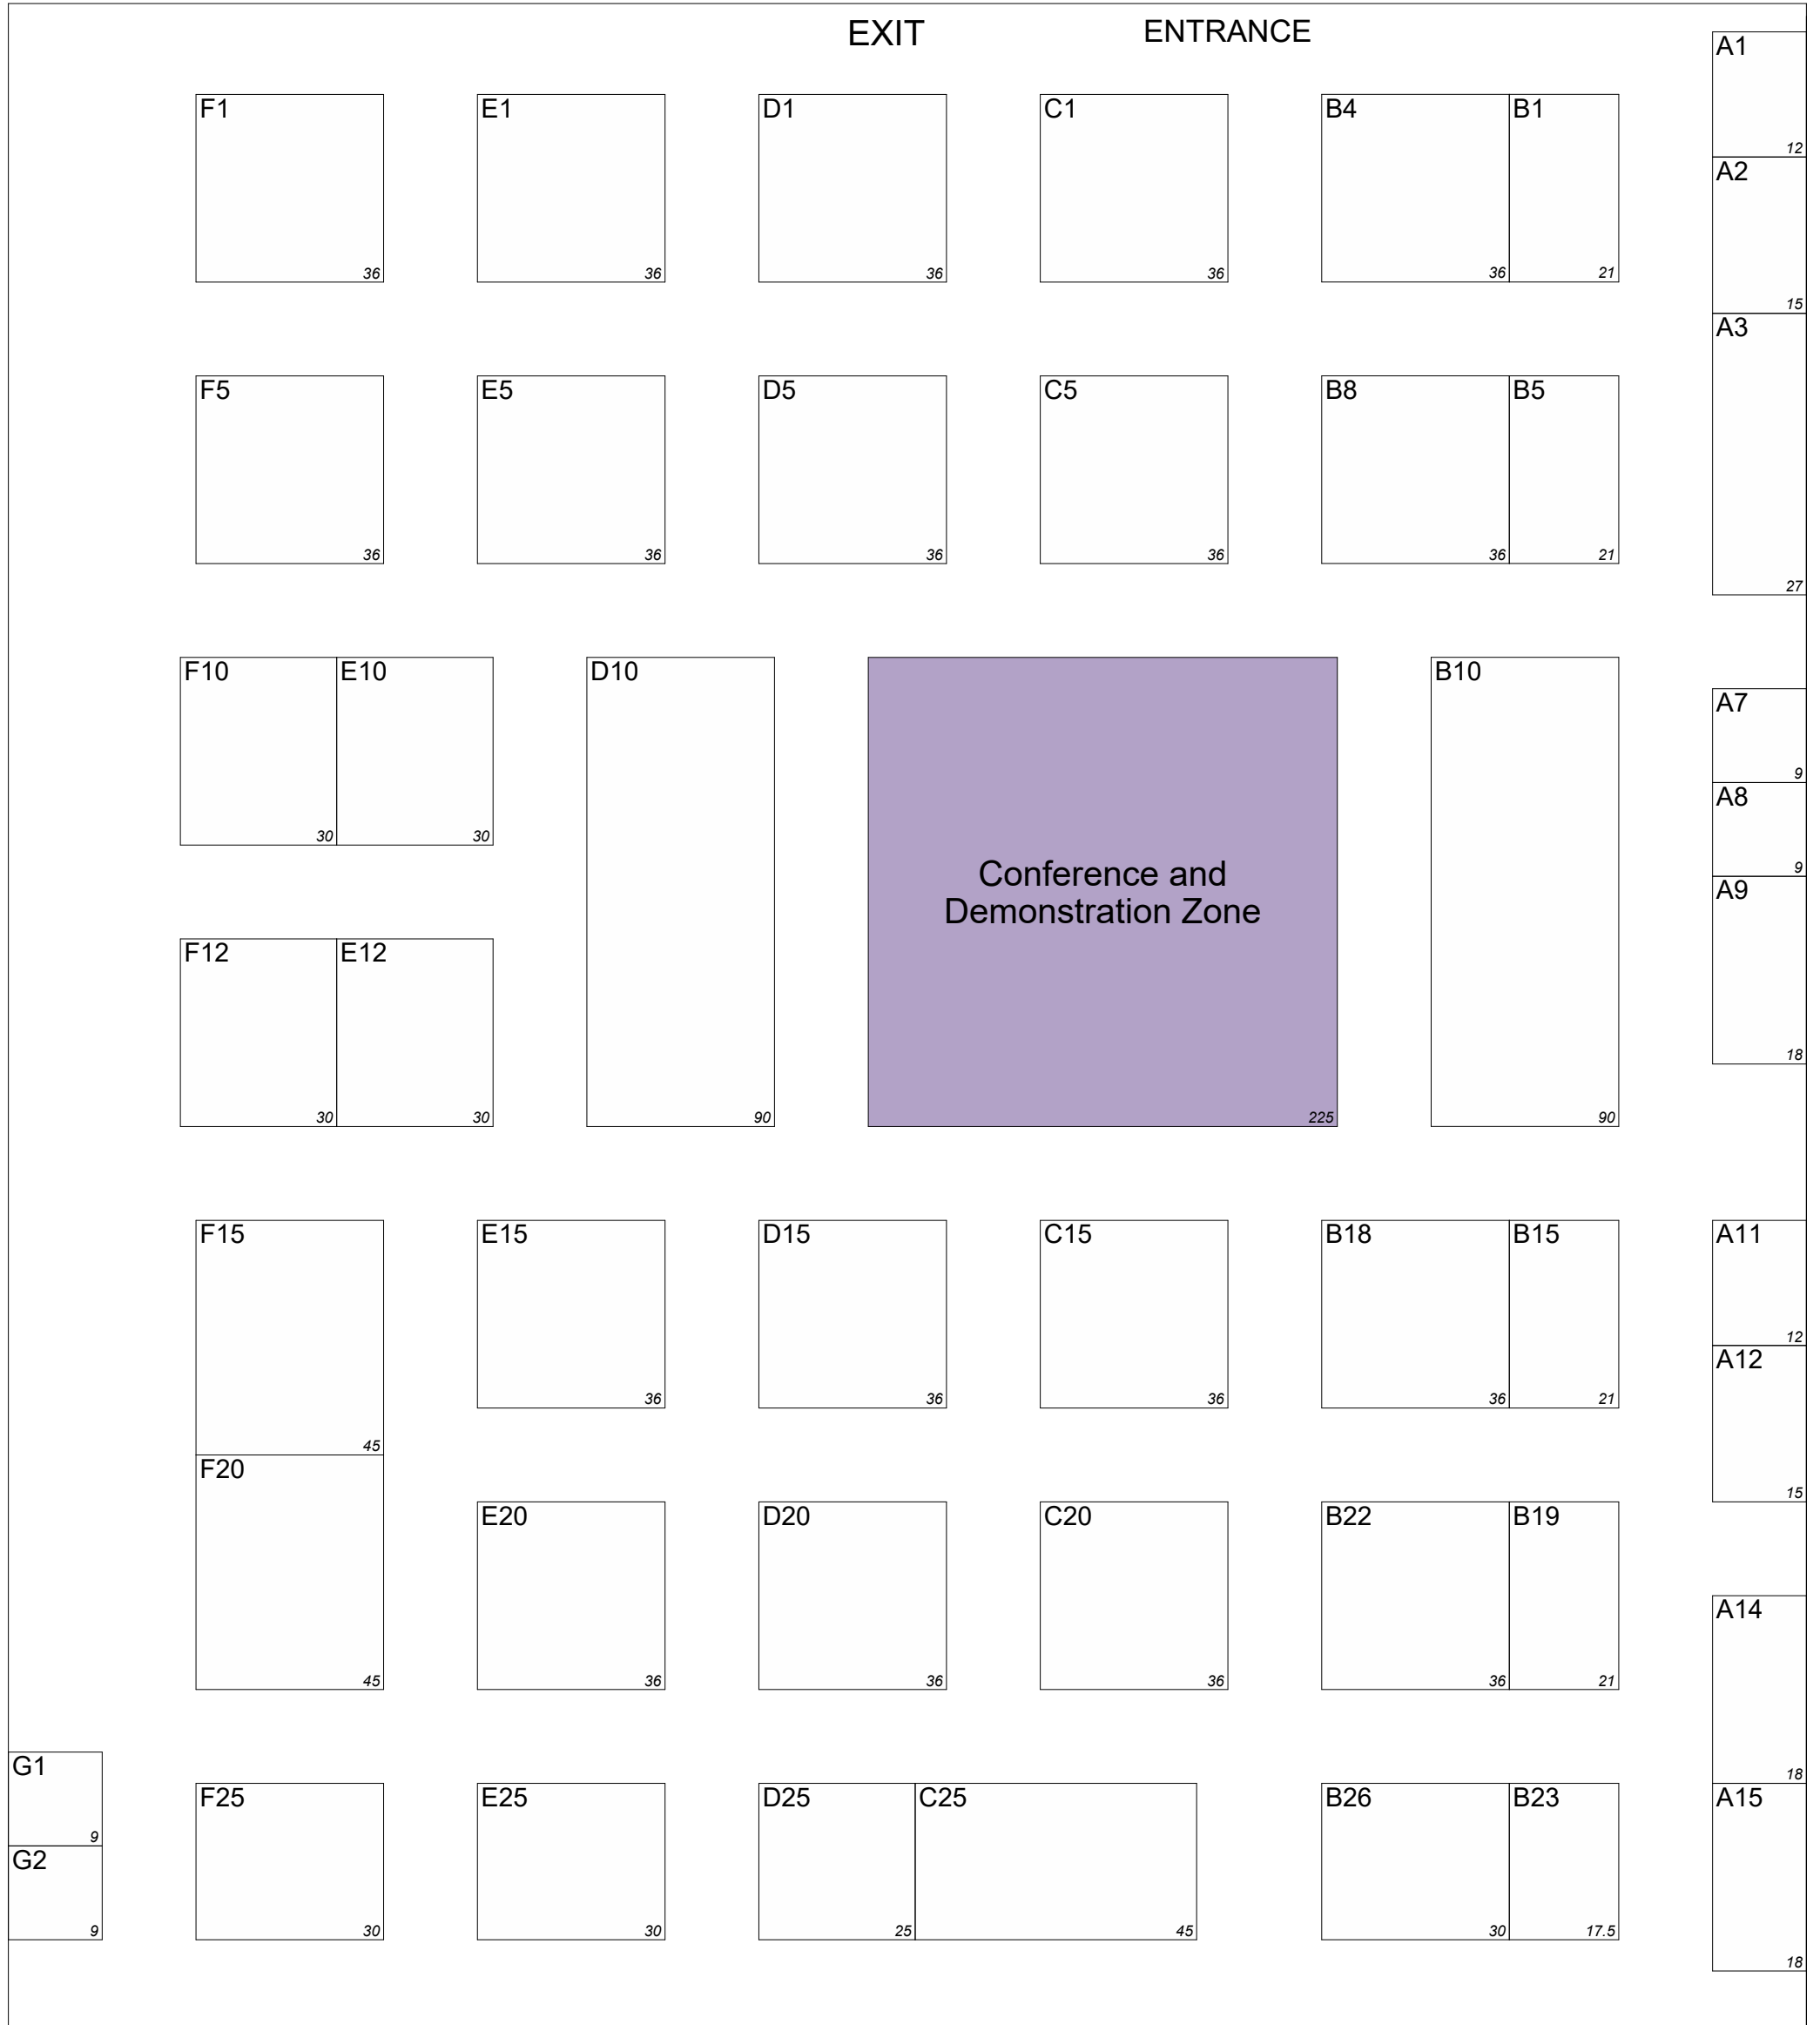 EXIT
ENTRANCE
A1
12
F1
36
E1
36
D1
36
C1
36
B4
36
B1
21
A2
15
A3
27
F5
36
E5
36
D5
36
C5
36
B8
36
B5
21
F10
30
E10
30
D10
90
Conference and
Demonstration Zone
225
B10
90
A7
9
A8
9
A9
18
F12
30
E12
30
F15
45
E15
36
D15
36
C15
36
B18
36
B15
21
A11
12
A12
15
F20
45
E20
36
D20
36
C20
36
B22
36
B19
21
A14
18
G1
9
G2
9
F25
30
E25
30
D25
25
C25
45
B26
30
B23
17.5
A15
18